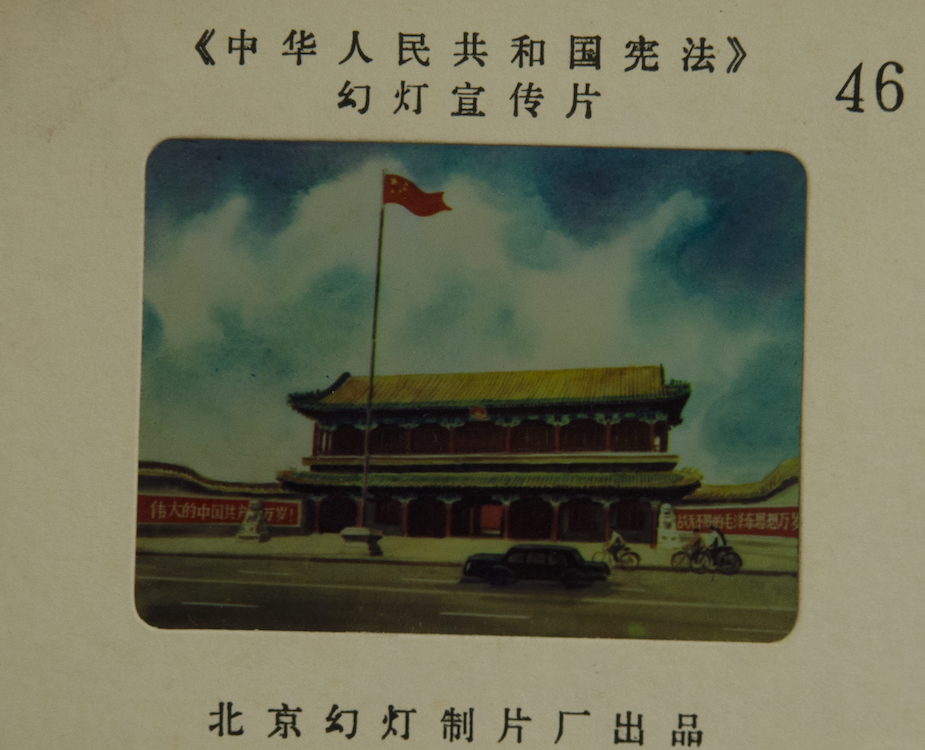 《中华人民共和国宪法》
幻灯宣传片
46
伟大的中国共产党万岁!
战无不胜的毛泽东思想万岁
北京幻灯制片厂出品